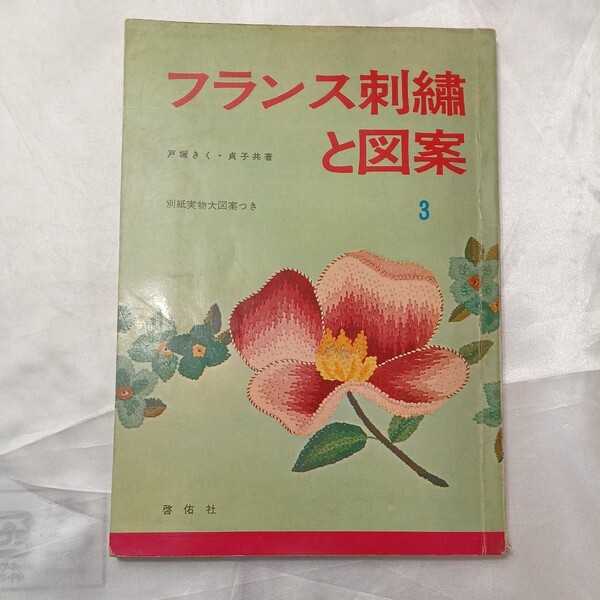 フランス刺繍
と図案
戸塚きく・貞子共著
別紙実物大図案つき
3
啓佑社